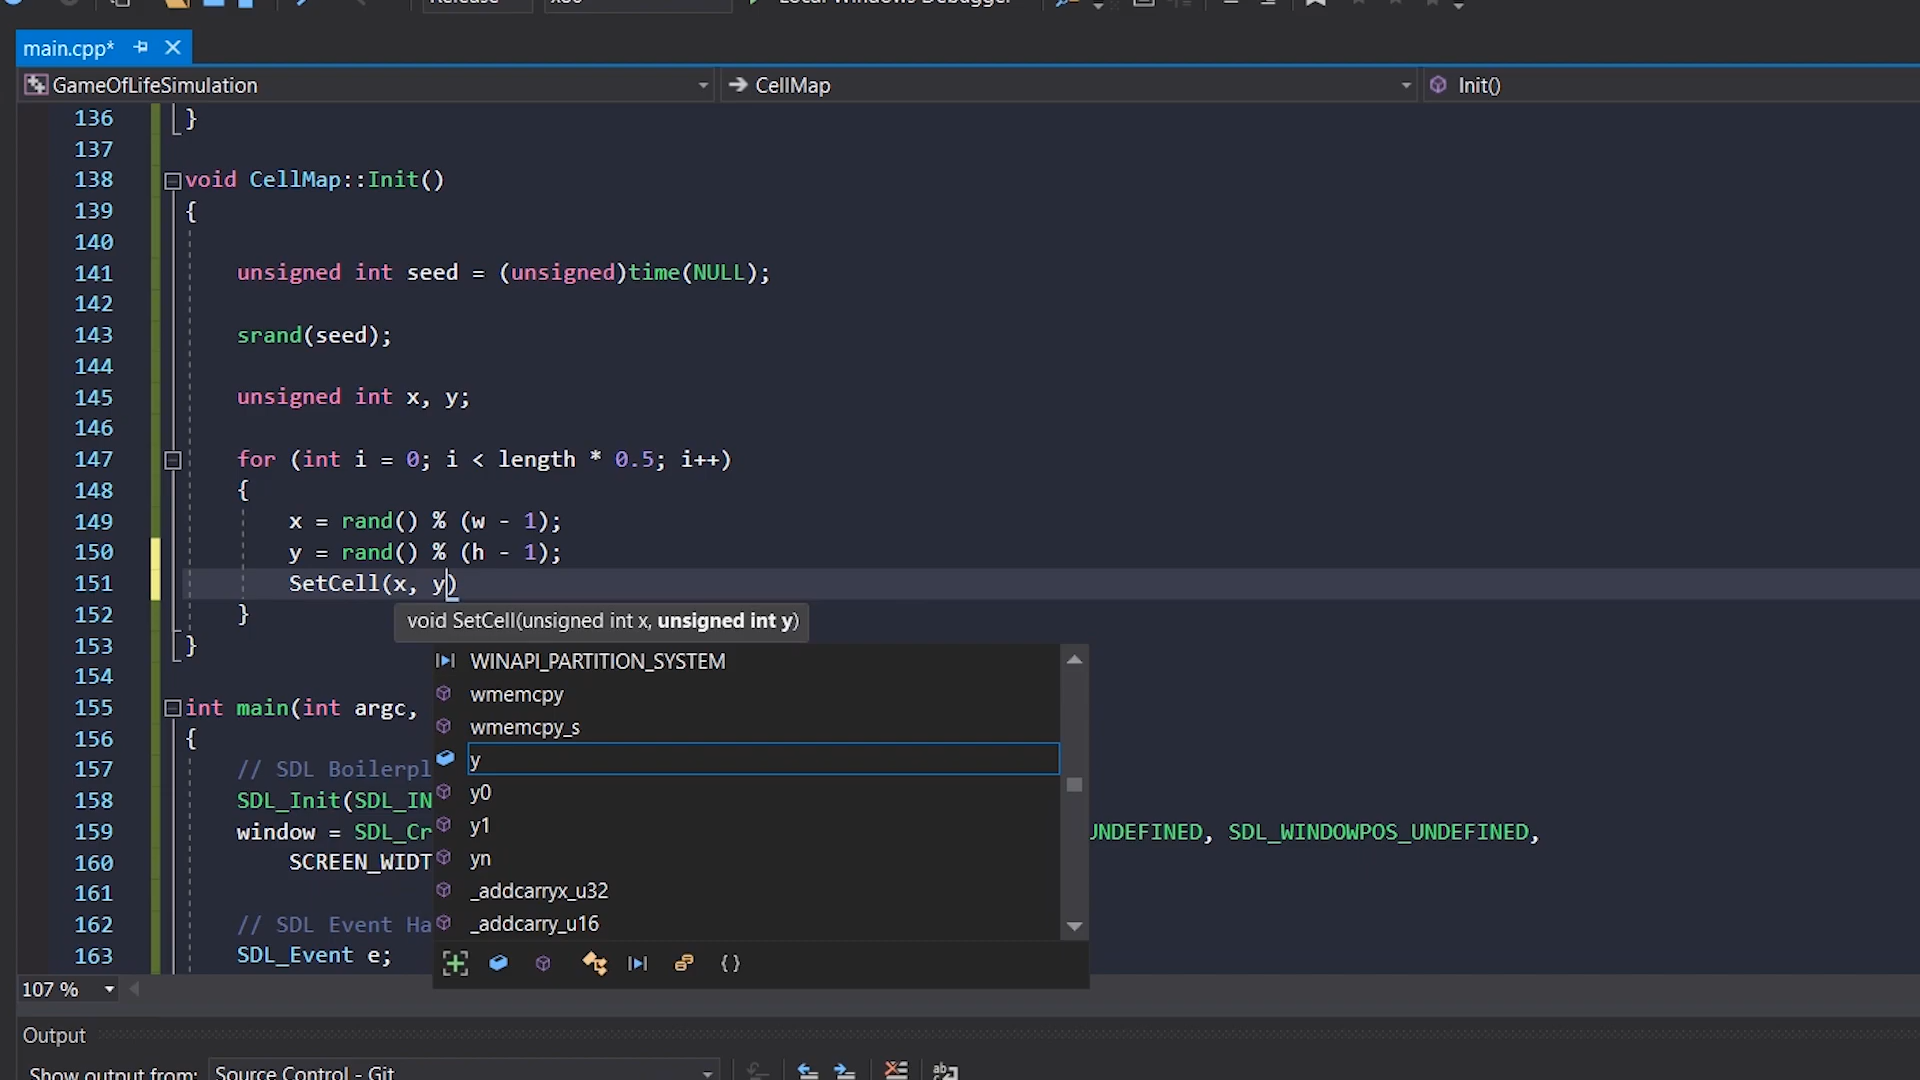 main.cpp*
GameOfLifeSimulation
CellMap
Init()
136 }
137
138 void CellMap::Init()
139 {
140
141 unsigned int seed = (unsigned)time(NULL);
142
143 srand(seed);
144
145 unsigned int x, y;
146
147 for (int i = 0; i < length * 0.5; i++)
148 {
149 x = rand() % (w - 1);
150 y = rand() % (h - 1);
151 SetCell(x, y)
152 }
void SetCell(unsigned int x, unsigned int y)
153 }
154
WINAPI_PARTITION_SYSTEM
wmemcpy
wmemcpy_s
y
y0
y1
yn
_addcarryx_u32
_addcarry_u16
{ }
155 int main(int argc,
156 {
157 // SDL Boilerpl
158 SDL_Init(SDL_IN
159 window = SDL_Cr UNDEFINED, SDL_WINDOWPOS_UNDEFINED,
160 SCREEN_WIDT
161
162 // SDL Event Ha
163 SDL_Event e;
107 %
Output
Show output from: Source Control - Git